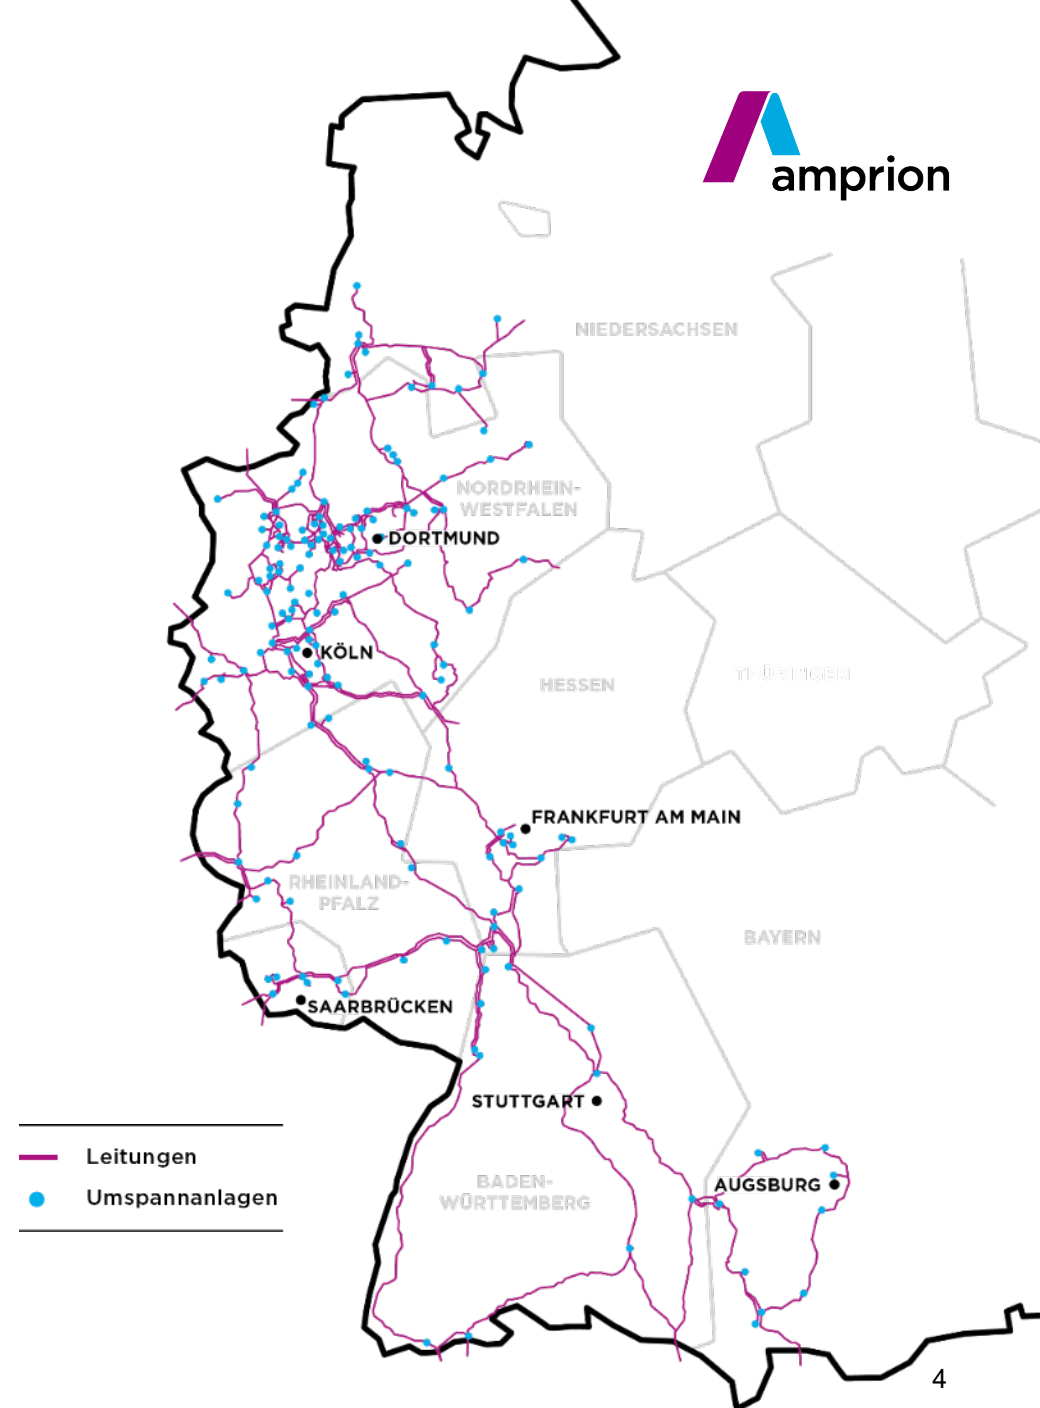 amprion
NIEDERSACHSEN
NORDRHEIN-
WESTFALEN
DORTMUND
KÖLN
HESSEN
THÜRINGEN
FRANKFURT AM MAIN
RHEINLAND-
PFALZ
BAYERN
SAARBRÜCKEN
STUTTGART
Leitungen
Umspannanlagen
BADEN-
WÜRTTEMBERG
AUGSBURG
4